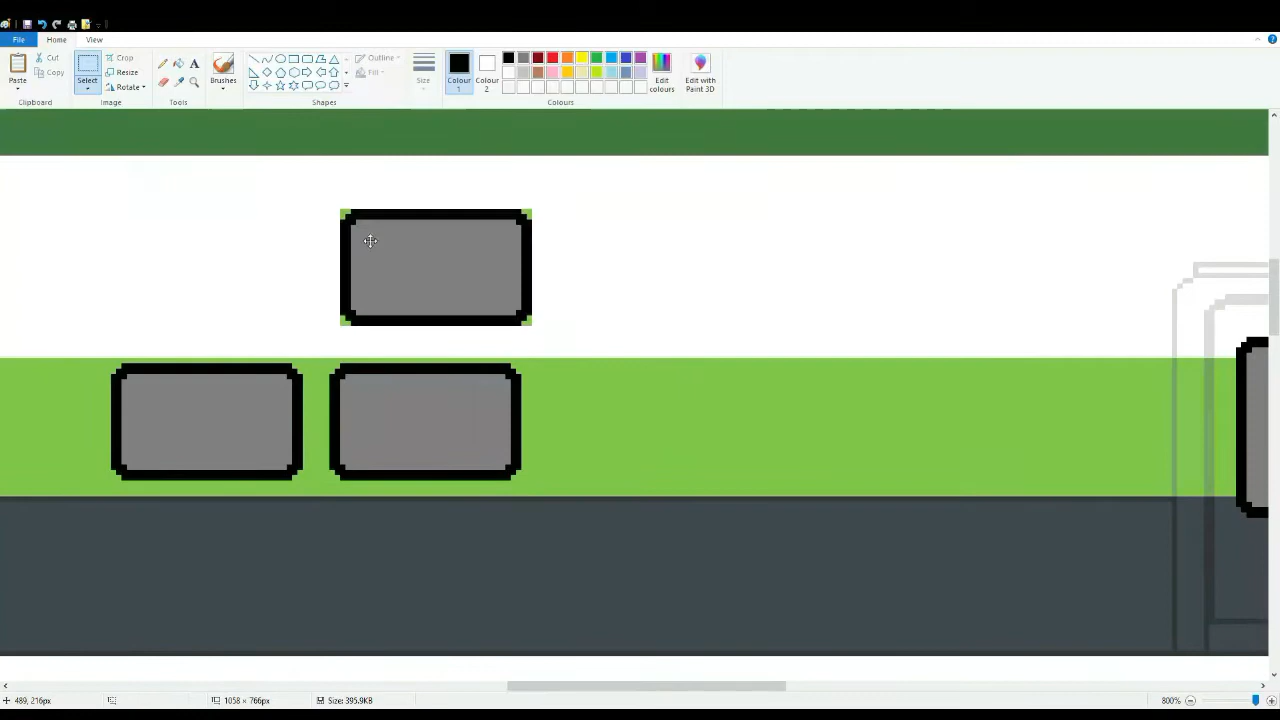 File Home View
Paste Cut Copy
Clipboard
Select Crop Resize Rotate
Image
A
Tools
Brushes
Outline
Fill
Shapes
Size
Colour 1
Colour 2
Edit colours
Edit with Paint 3D
Colours
489, 216px
1058 × 766px
Size: 395.9KB
800%